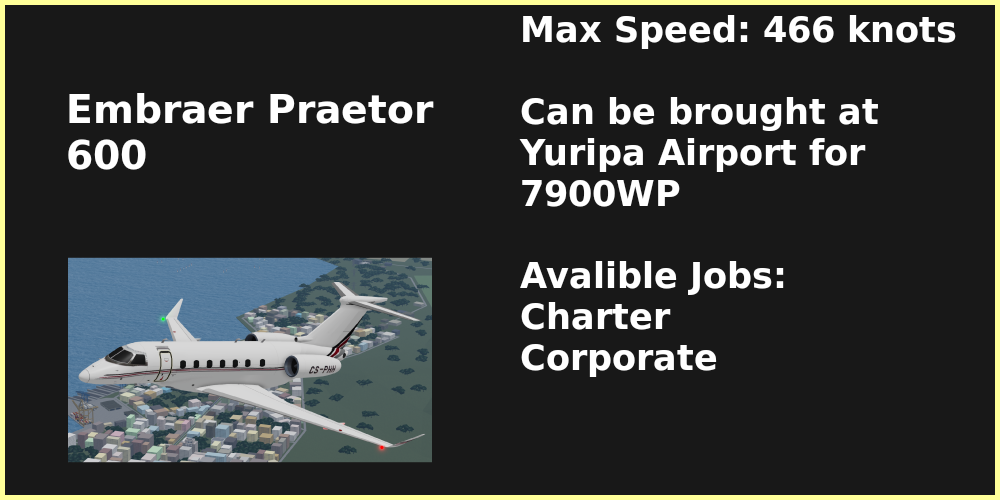 Embraer Praetor
600
CS-PHH
Max Speed: 466 knots
Can be brought at
Yuripa Airport for
7900WP
Avalible Jobs:
Charter
Corporate